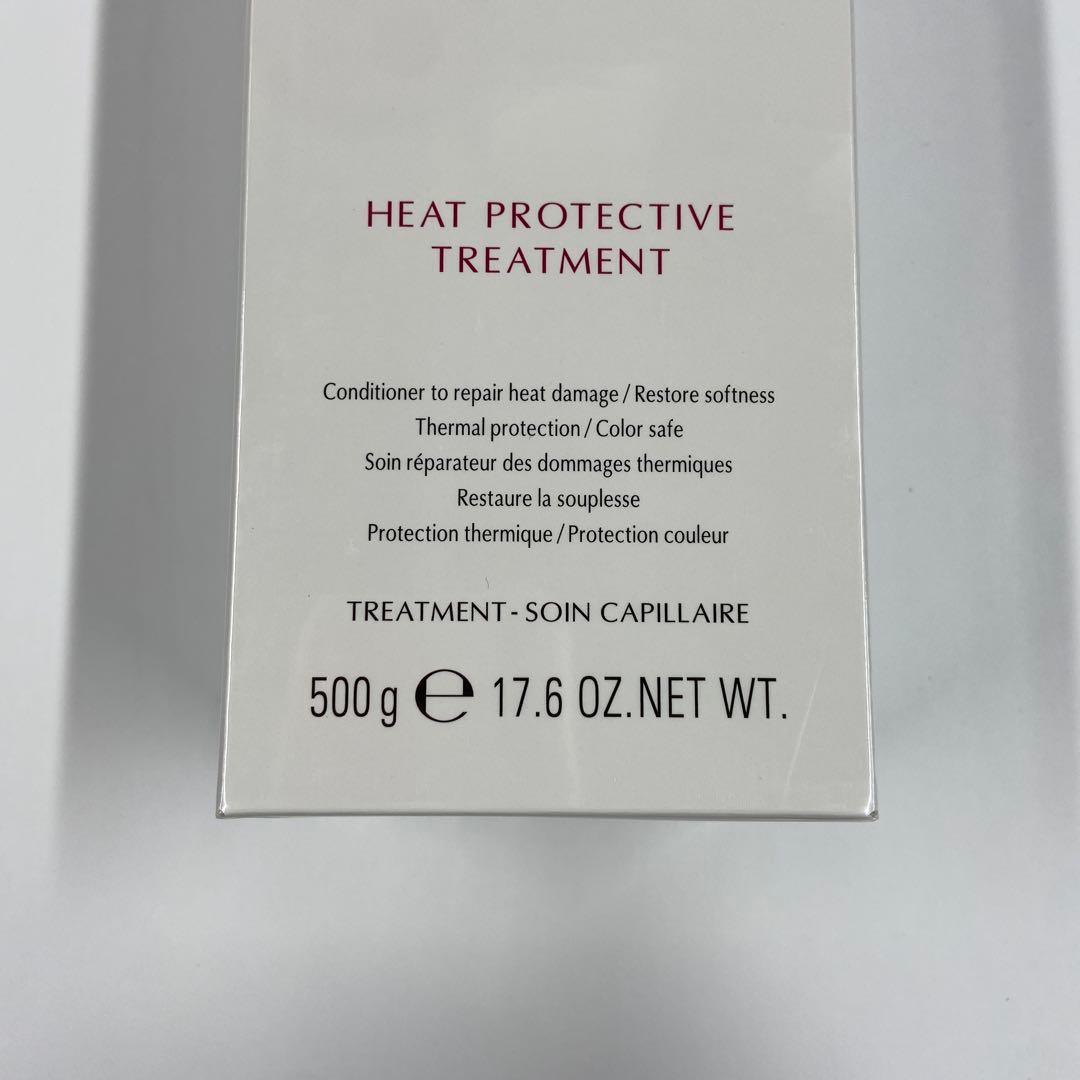 HEAT PROTECTIVE
TREATMENT
Conditioner to repair heat damage / Restore softness
Thermal protection / Color safe
Soin réparateur des dommages thermiques
Restaure la souplesse
Protection thermique / Protection couleur
TREATMENT - SOIN CAPILLAIRE
500 g ℮ 17.6 OZ.NET WT.